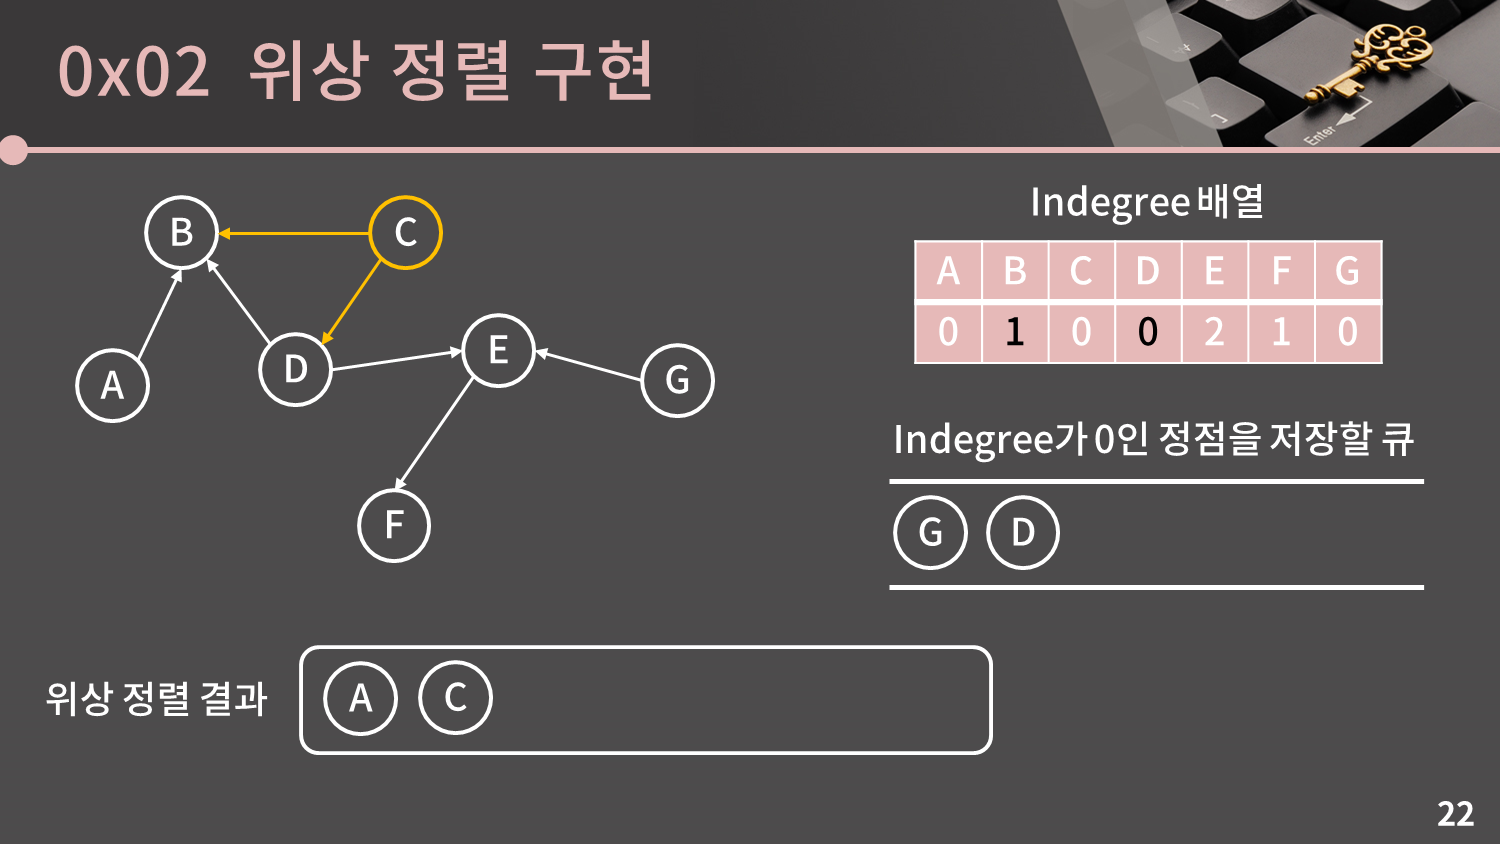 0x02 위상 정렬 구현
Enter
Indegree 배열
B
C
A
D
E
G
F
A B C D E F G
0 1 0 0 2 1 0
Indegree가 0인 정점을 저장할 큐
G D
위상 정렬 결과
A C
22